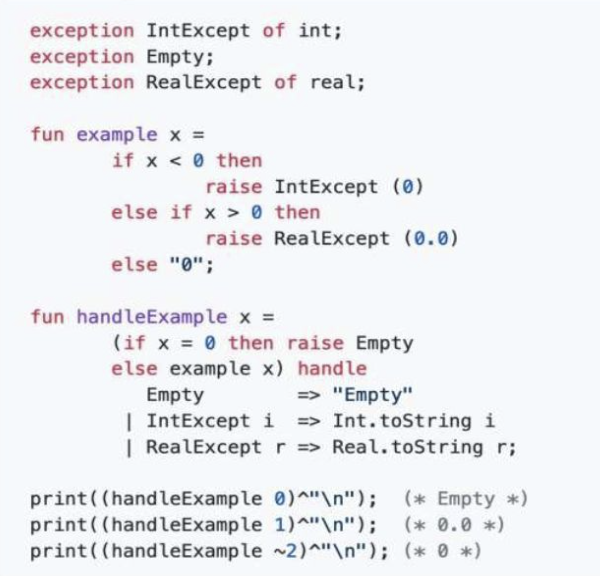 exception IntExcept of int;
exception Empty;
exception RealExcept of real;

fun example x =
        if x < 0 then
                raise IntExcept (0)
        else if x > 0 then
                raise RealExcept (0.0)
        else "0";

fun handleExample x =
        (if x = 0 then raise Empty
        else example x) handle
           Empty        => "Empty"
         | IntExcept i  => Int.toString i
         | RealExcept r => Real.toString r;

print((handleExample 0)^"\n");  (* Empty *)
print((handleExample 1)^"\n");  (* 0.0 *)
print((handleExample ~2)^"\n"); (* 0 *)